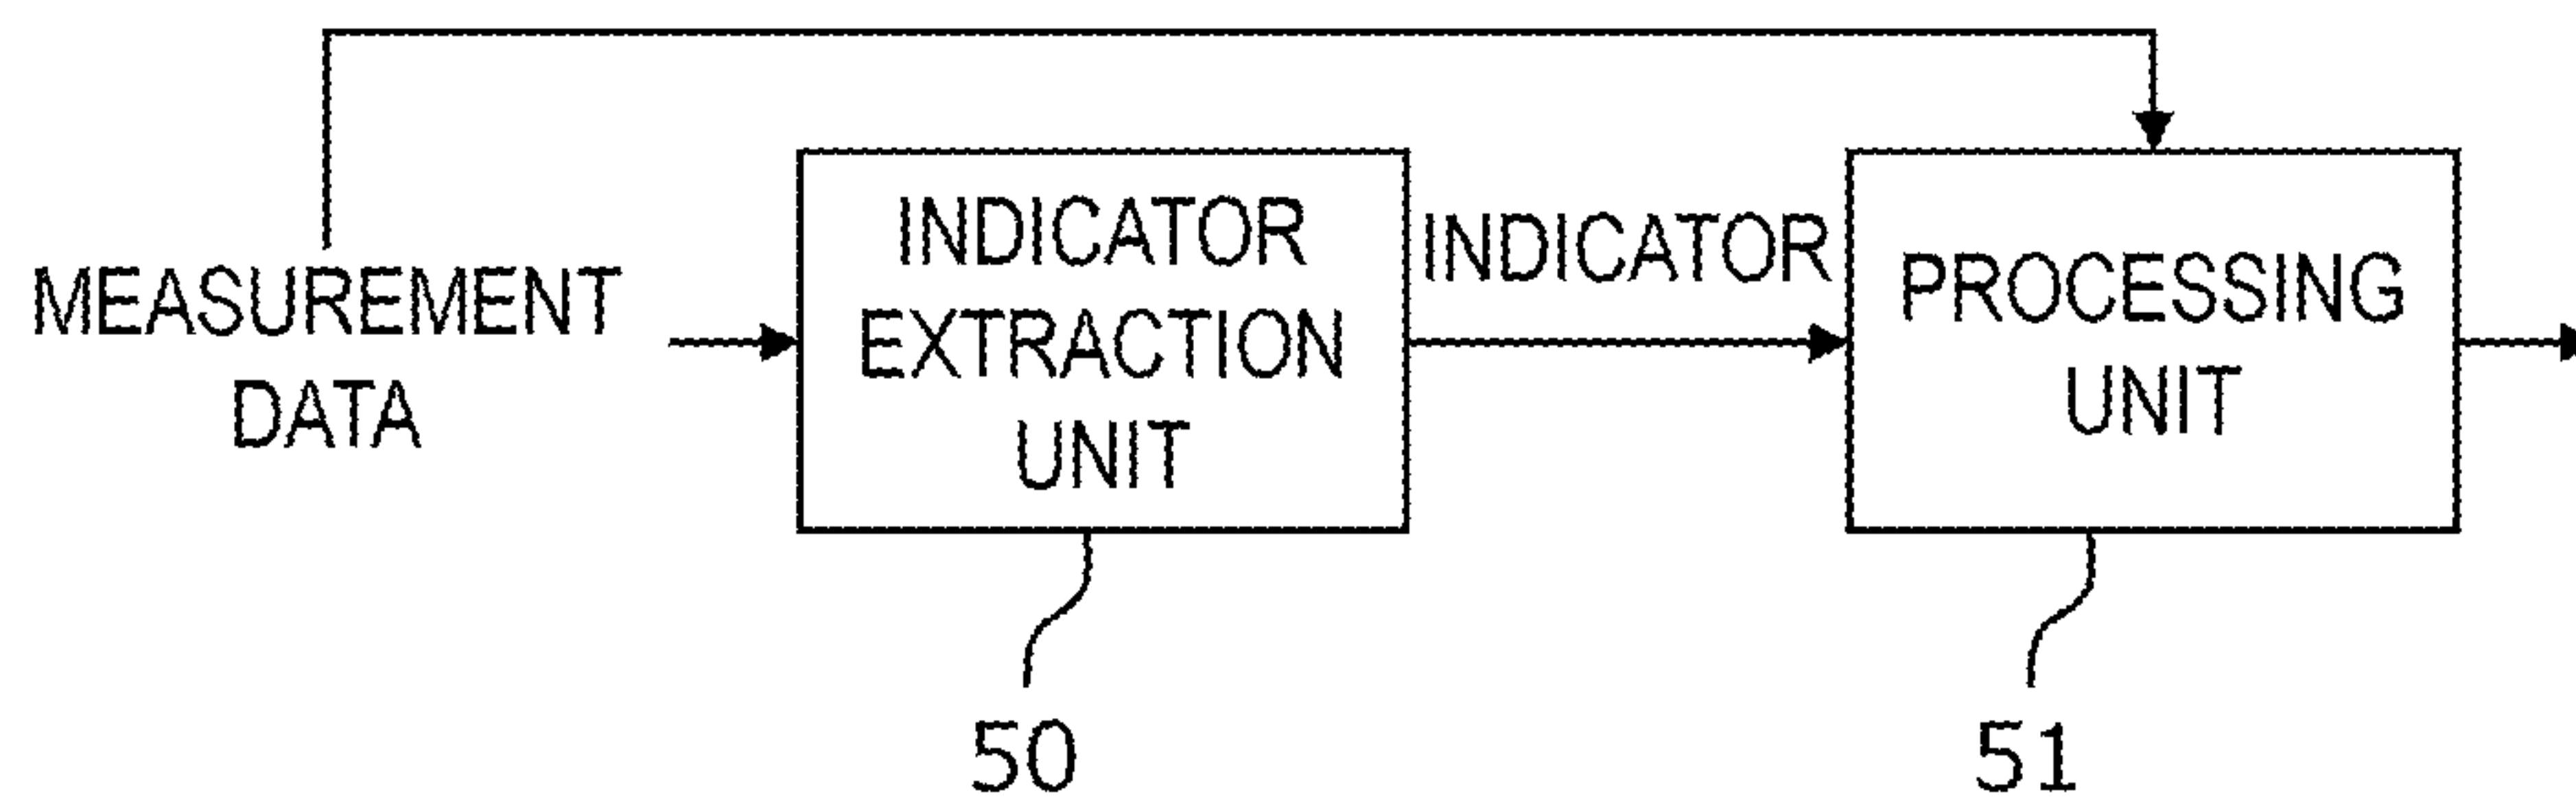 MEASUREMENT
DATA
INDICATOR
EXTRACTION
UNIT
INDICATOR
PROCESSING
UNIT
50
51